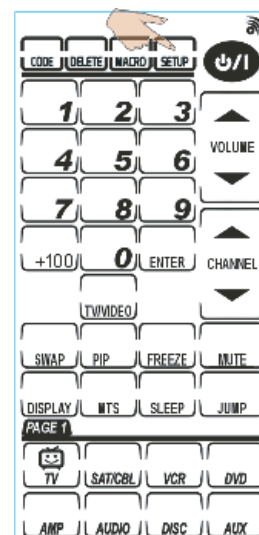 CODE DELETE MACRO SETUP
1 2 3
4 5 6
VOLUME
7 8 9
+100 0 ENTER
CHANNEL
TV/VIDEO
SWAP PIP FREEZE MUTE
DISPLAY MTS SLEEP JUMP
PAGE 1
TV SAT/CBL VCR DVD
AMP AUDIO DISC AUX